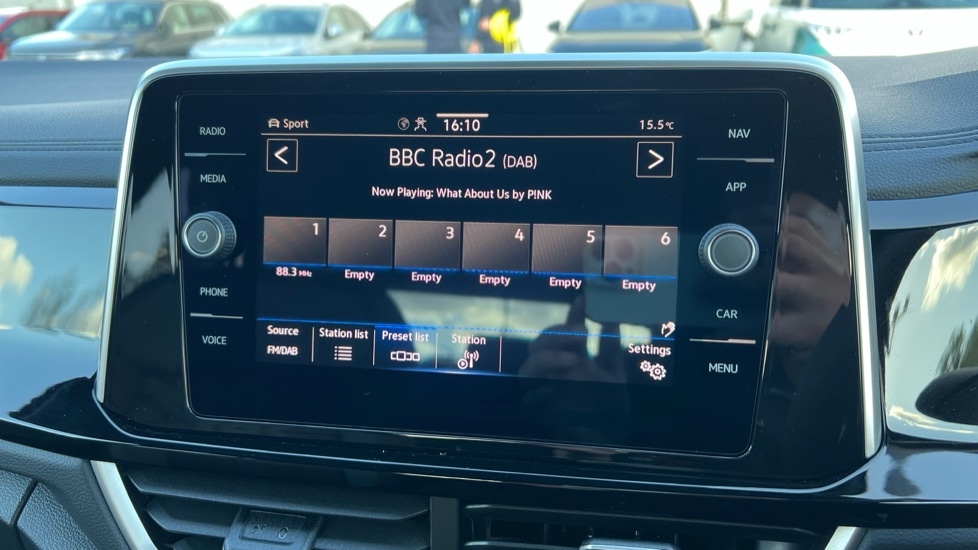 RADIO
MEDIA
PHONE
VOICE
Sport
16:10
15.5°C
<
BBC Radio2 (DAB)
>
Now Playing: What About Us by P!NK
1 2 3 4 5 6
88.3 MHz Empty Empty Empty Empty Empty
Source Station list Preset list Station Settings
FM/DAB
NAV
APP
CAR
MENU